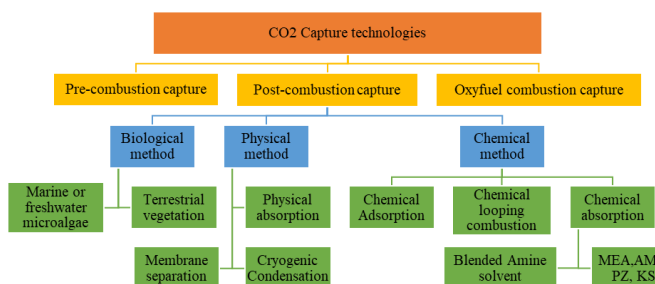 CO2 Capture technologies
Pre-combustion capture
Post-combustion capture
Oxyfuel combustion capture
Biological
method
Physical
method
Chemical
method
Marine or
freshwater
microalgae
Terrestrial
vegetation
Physical
absorption
Chemical
Adsorption
Chemical
looping
combustion
Chemical
absorption
Membrane
separation
Cryogenic
Condensation
Blended Amine
solvent
MEA,AM
PZ, KS